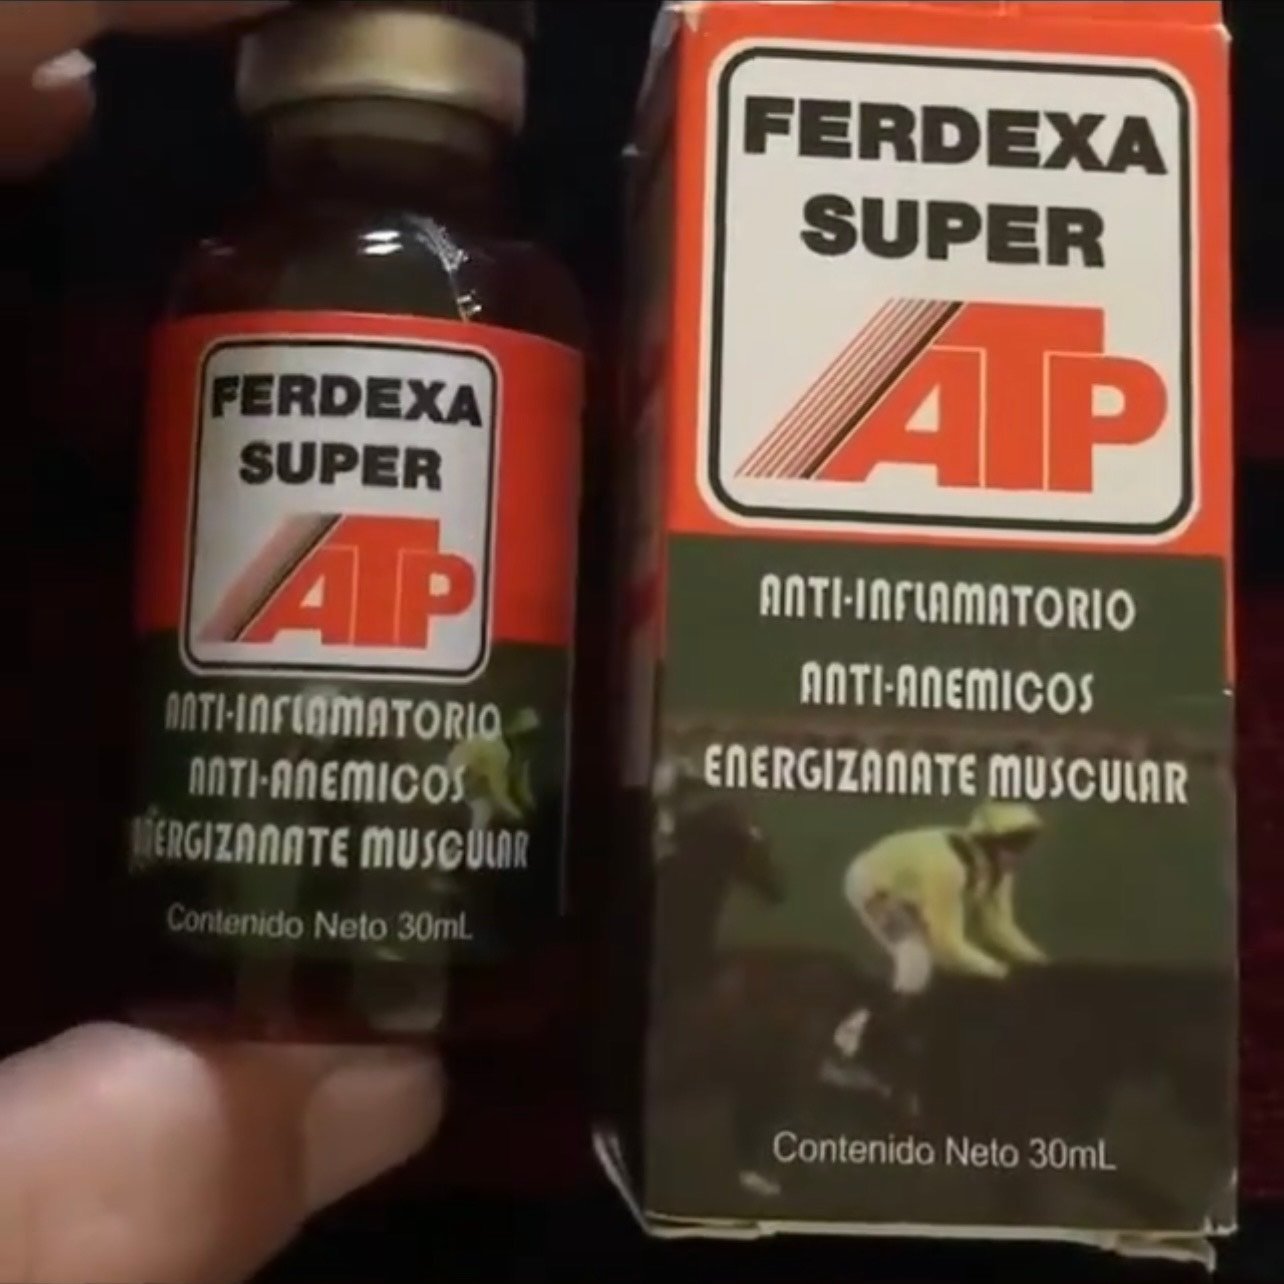 FERDEXA
SUPER
ATP
ANTI-INFLAMATORIO
ANTI-ANEMICOS
ENERGIZANATE MUSCULAR
Contenido Neto 30mL
FERDEXA
SUPER
ATP
ANTI-INFLAMATORIO
ANTI-ANEMICOS
ENERGIZANATE MUSCULAR
Contenido Neto 30mL